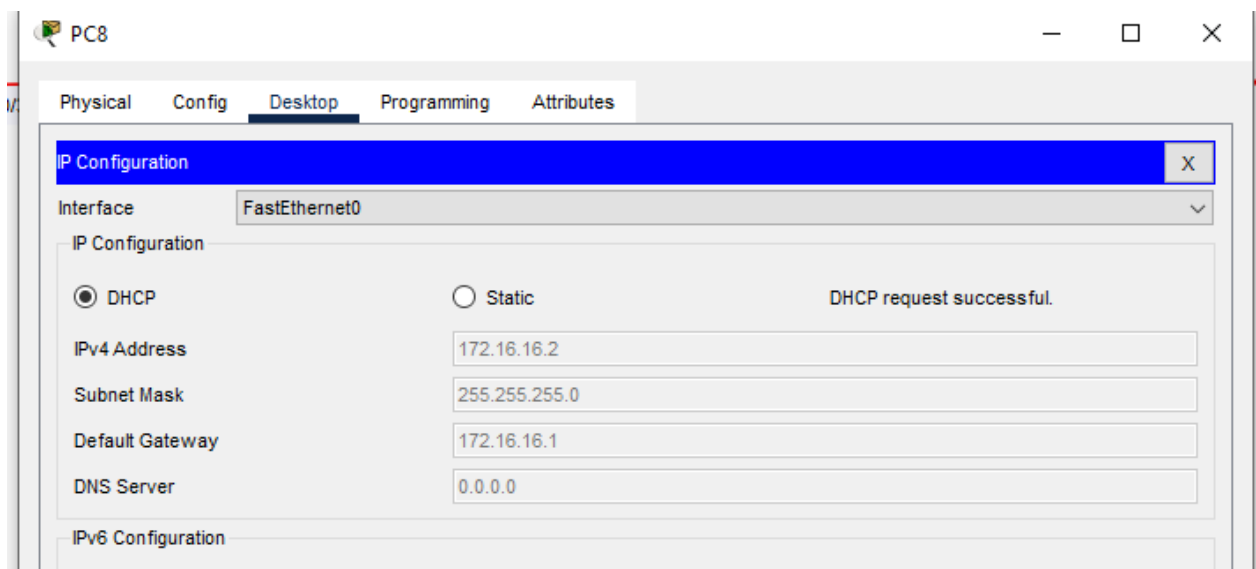 PC8
Physical Config Desktop Programming Attributes
IP Configuration X
Interface FastEthernet0
IP Configuration
DHCP Static DHCP request successful.
IPv4 Address 172.16.16.2
Subnet Mask 255.255.255.0
Default Gateway 172.16.16.1
DNS Server 0.0.0.0
IPv6 Configuration